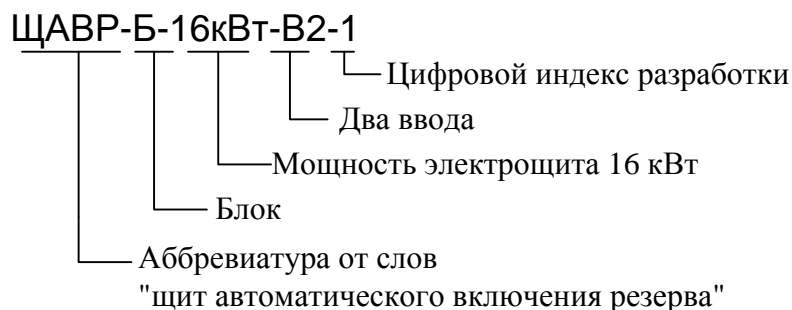 ЩАВР-Б-16кВт-В2-1
Цифровой индекс разработки
Два ввода
Мощность электрощита 16 кВт
Блок
Аббревиатура от слов
"щит автоматического включения резерва"